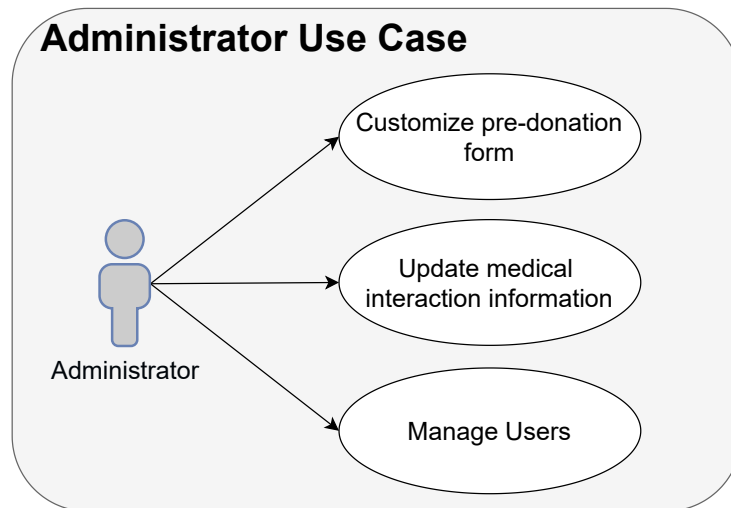 Administrator Use Case
Customize pre-donation
form
Update medical
interaction information
Administrator
Manage Users